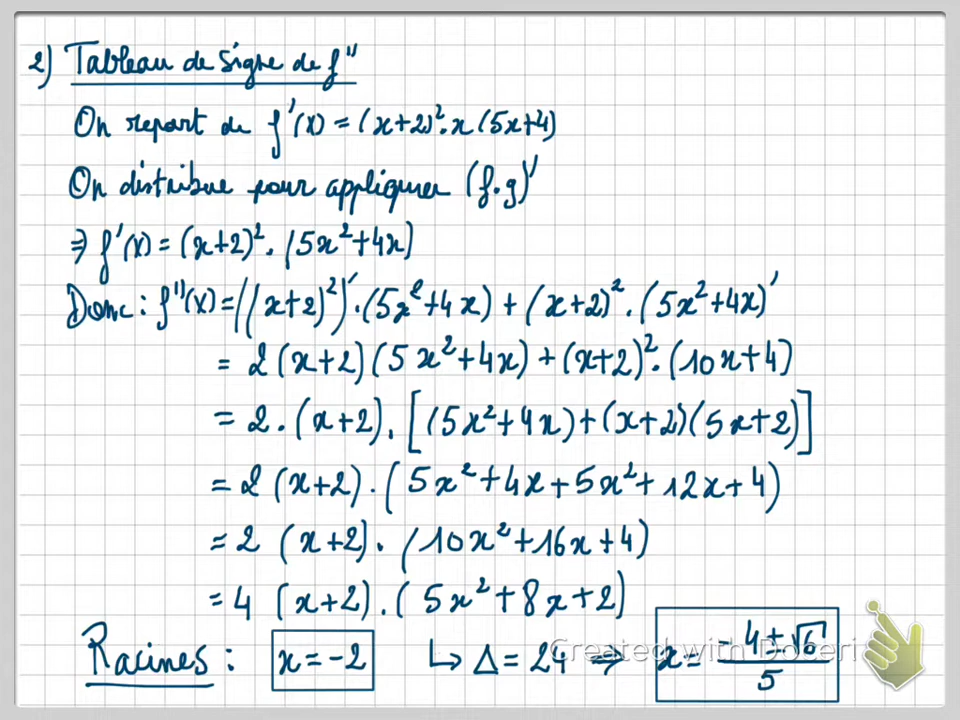 2) Tableau de signe de f''
On repart de f'(x) = (x+2)². x (5x+4)
On distribue pour appliquer (f.g)'
⇒ f'(x) = (x+2)². (5x²+4x)
Donc : f''(x) = ((x+2)²)'. (5x²+4x) + (x+2)². (5x²+4x)'
= 2 (x+2) (5x²+4x) + (x+2)². (10x+4)
= 2 . (x+2). [(5x²+4x) + (x+2) (5x+2)]
= 2 (x+2) . (5x²+4x+5x²+12x+4)
= 2 (x+2). (10x²+16x+4)
= 4 (x+2) . (5x²+8x+2)
Racines : x = -2 ↳ Δ = 24 ⇒ x = (-4±√6)/5
Created with Doceri